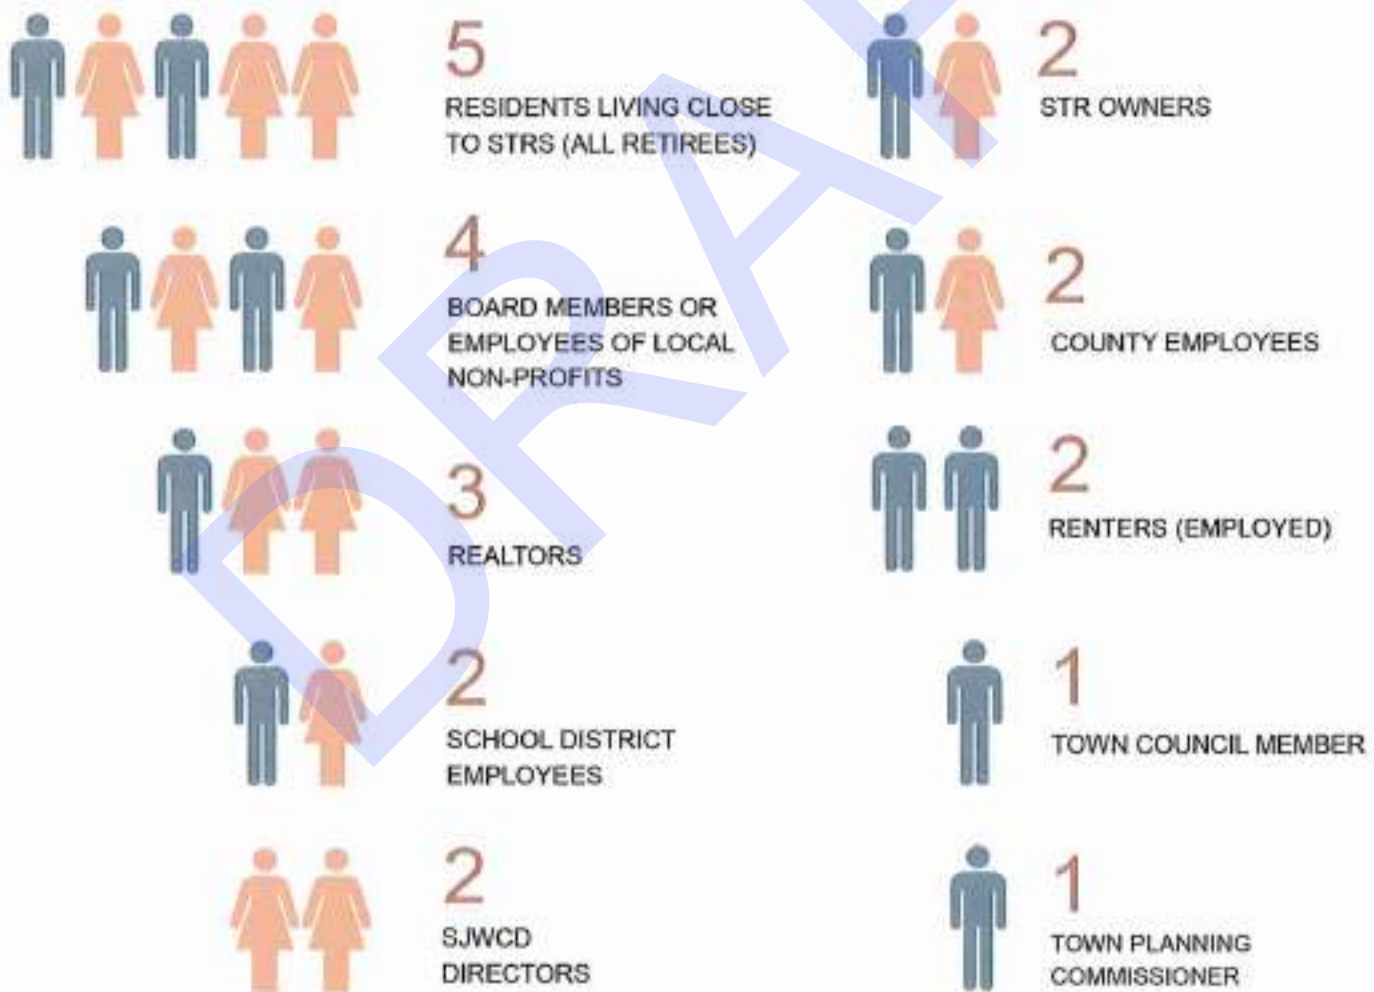 5
RESIDENTS LIVING CLOSE
TO STRS (ALL RETIREES)
4
BOARD MEMBERS OR
EMPLOYEES OF LOCAL
NON-PROFITS
3
REALTORS
2
SCHOOL DISTRICT
EMPLOYEES
2
SJWCD
DIRECTORS
2
STR OWNERS
2
COUNTY EMPLOYEES
2
RENTERS (EMPLOYED)
1
TOWN COUNCIL MEMBER
1
TOWN PLANNING
COMMISSIONER
DRA